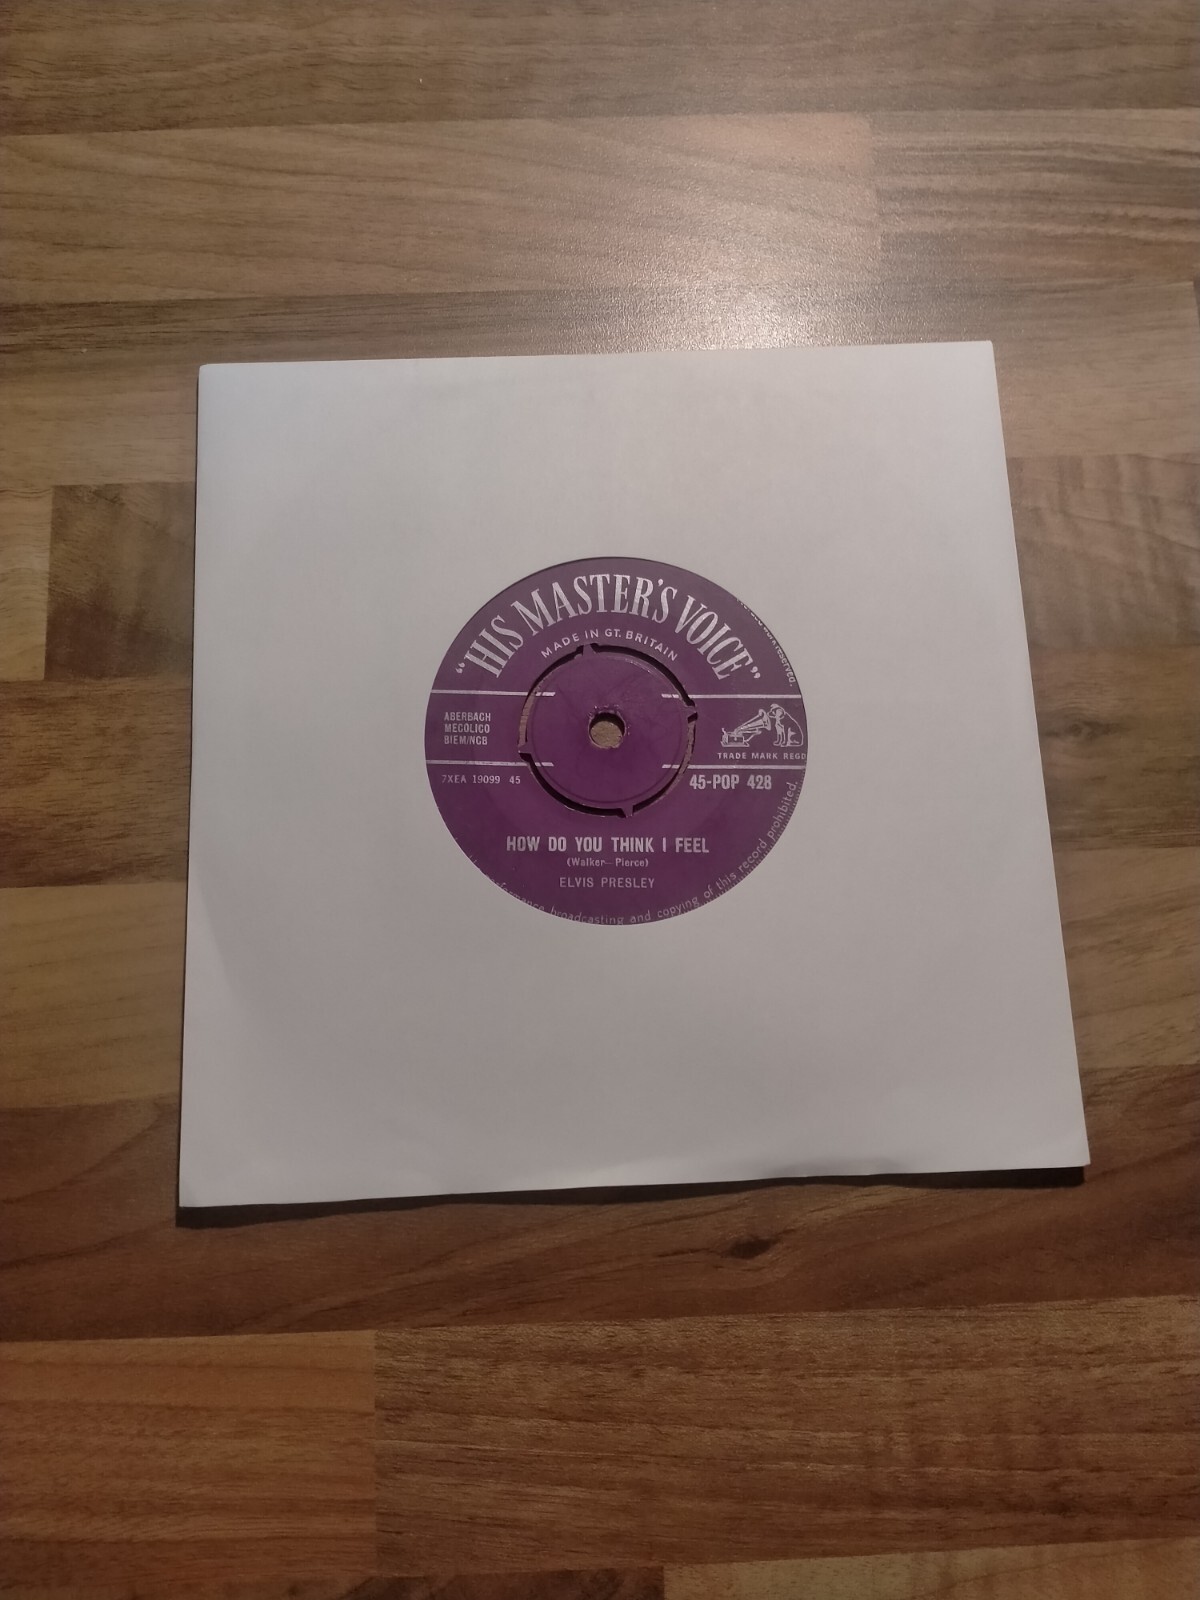 "HIS MASTER'S VOICE"
MADE IN GT. BRITAIN
reserved.
ABERBACH
MECOLICO
BIEM/NCB
TRADE MARK REGD
7XEA 19099 45
45-POP 428
HOW DO YOU THINK I FEEL
(Walker— Pierce)
ELVIS PRESLEY
broadcasting and copying of this record prohibited.